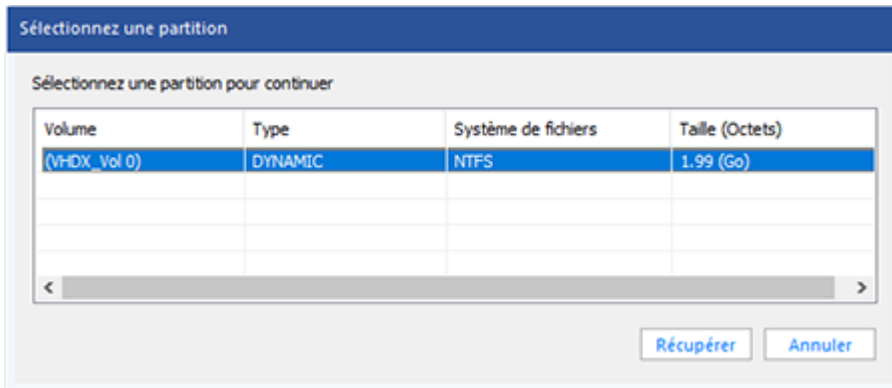 Sélectionnez une partition
Sélectionnez une partition pour continuer
Volume Type Système de fichiers Taille (Octets)
(VHDX_Vol 0) DYNAMIC NTFS 1.99 (Go)
Récupérer Annuler